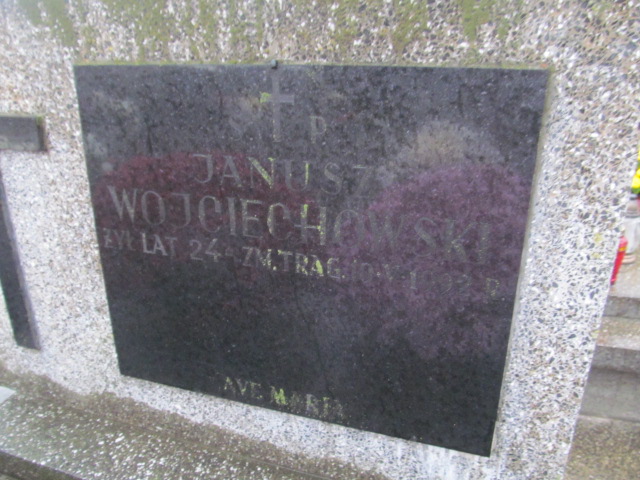 Ś P
JANUSZ
WOJCIECHOWSKI
ŻYŁ LAT 24 ZM. TRAG. R.
AVE MARIA